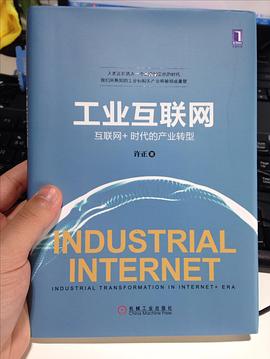 工业互联网
互联网+ 时代的产业转型
许正 著
INDUSTRIAL
INTERNET
INDUSTRIAL TRANSFORMATION IN INTERNET+ ERA
机械工业出版社
China Machine Press